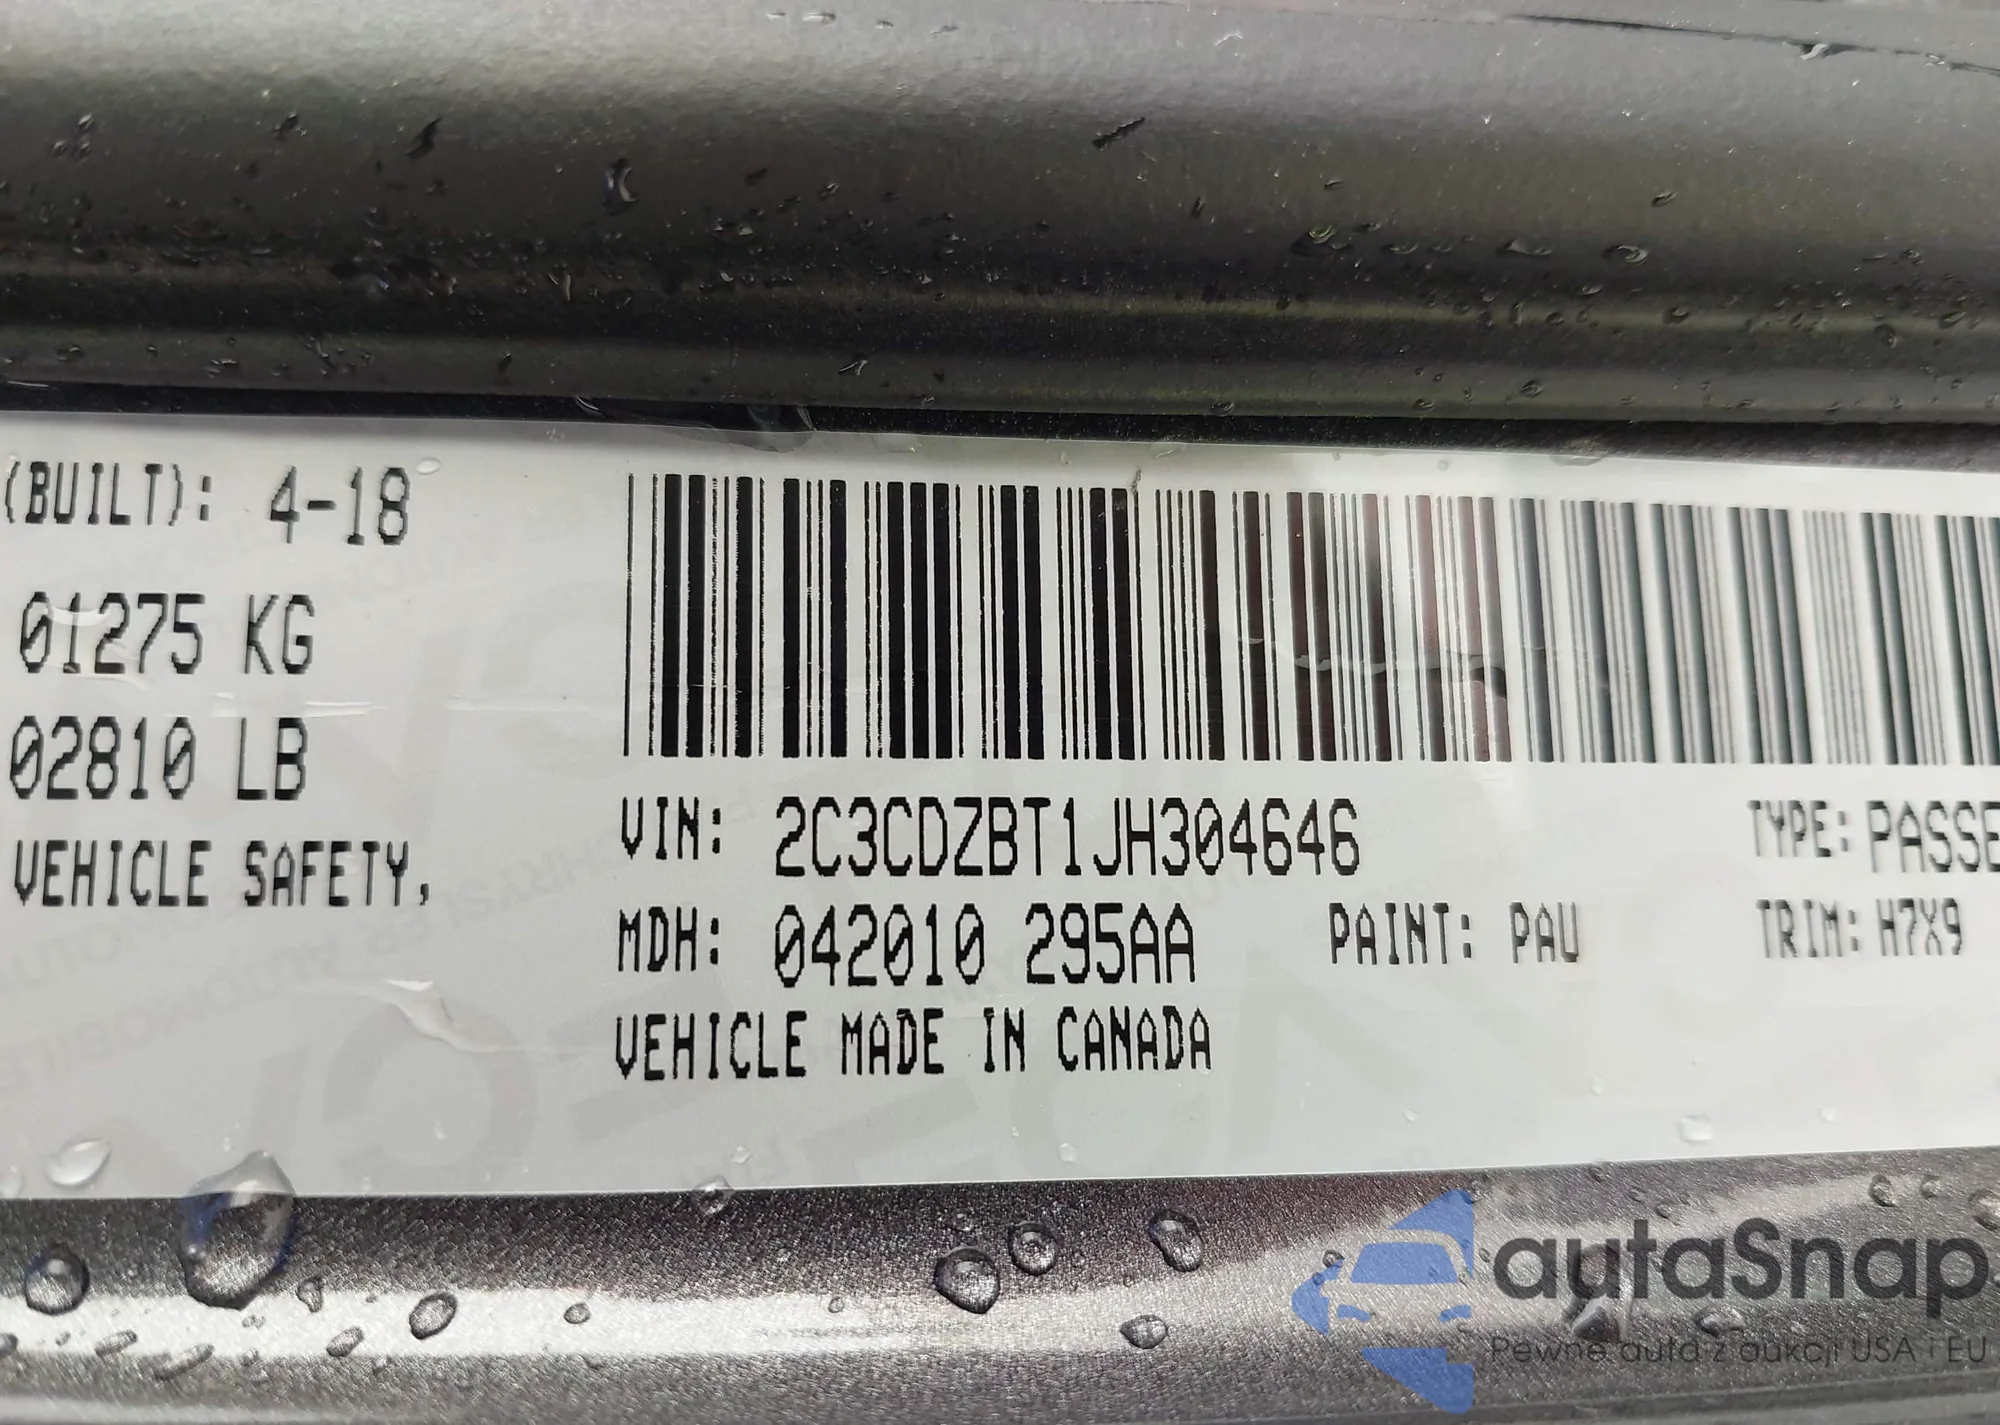 (BUILT): 4-18
01275 KG
02810 LB
VEHICLE SAFETY,
VIN: 2C3CDZBT1JH304646
TYPE: PASSE
MDH: 042010 295AA
PAINT: PAU
TRIM: H7X9
VEHICLE MADE IN CANADA
autaSnap
Pewne auta z aukcji USA i EU